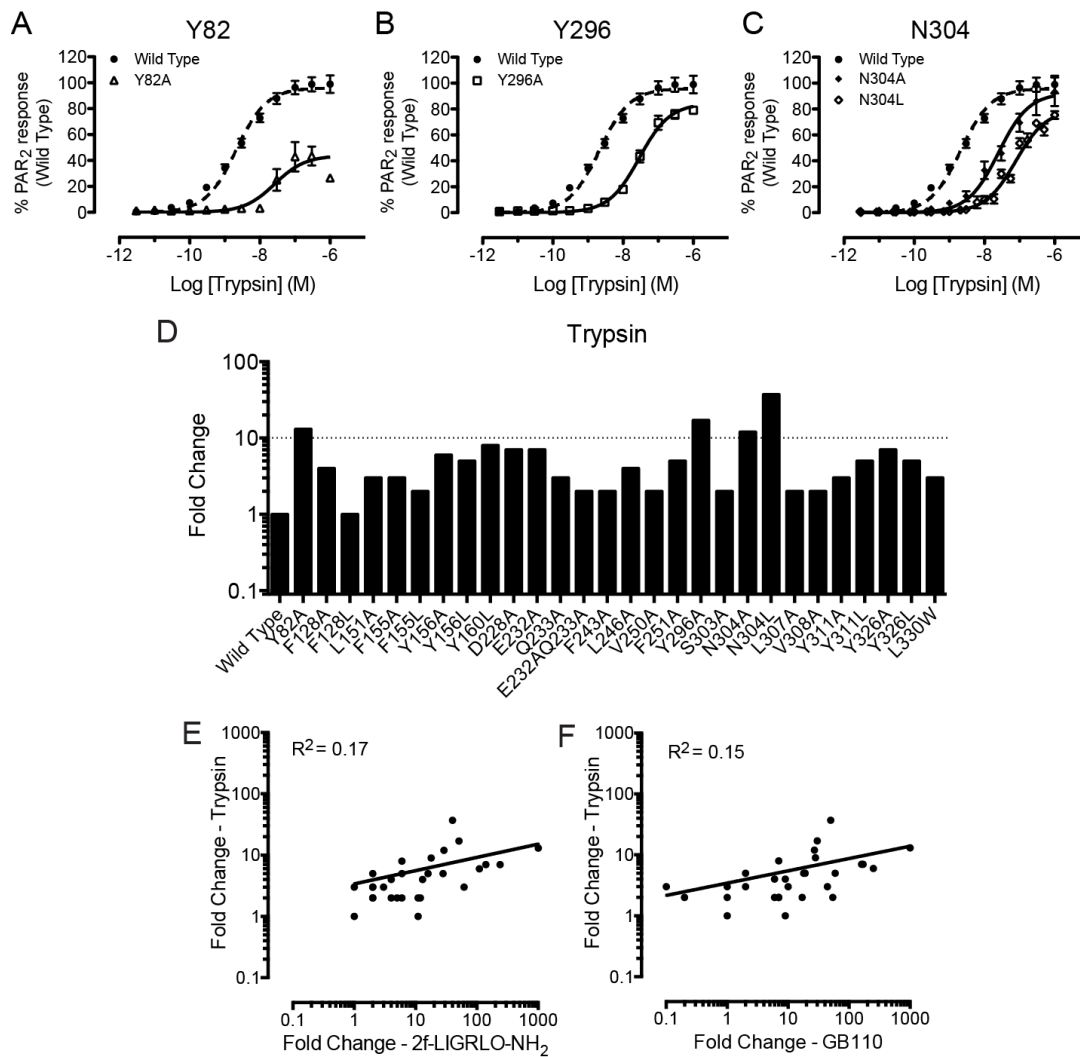 A
Y82
B
Y296
C
N304
% PAR2 response
(Wild Type)
120
100
80
60
40
20
0
Wild Type
Y82A
-12
-10
-8
-6
Log [Trypsin] (M)
% PAR2 response
(Wild Type)
120
100
80
60
40
20
0
Wild Type
Y296A
-12
-10
-8
-6
Log [Trypsin] (M)
% PAR2 response
(Wild Type)
120
100
80
60
40
20
0
Wild Type
N304A
N304L
-12
-10
-8
-6
Log [Trypsin] (M)
D
Trypsin
Fold Change
100
10
1
0.1
Wild Type
Y82A
F128A
F128L
L151A
F155A
F155L
Y156A
Y156L
Y160L
D228A
E232A
Q233A
E232AQ233A
F243A
L246A
V250A
F251A
Y296A
S303A
N304A
N304L
L307A
V308A
Y311A
Y311L
Y326A
Y326L
L330W
E
R2 = 0.17
Fold Change - Trypsin
1000
100
10
1
0.1
0.1
1
10
100
1000
Fold Change - 2f-LIGRLO-NH2
F
R2 = 0.15
Fold Change - Trypsin
1000
100
10
1
0.1
0.1
1
10
100
1000
Fold Change - GB110